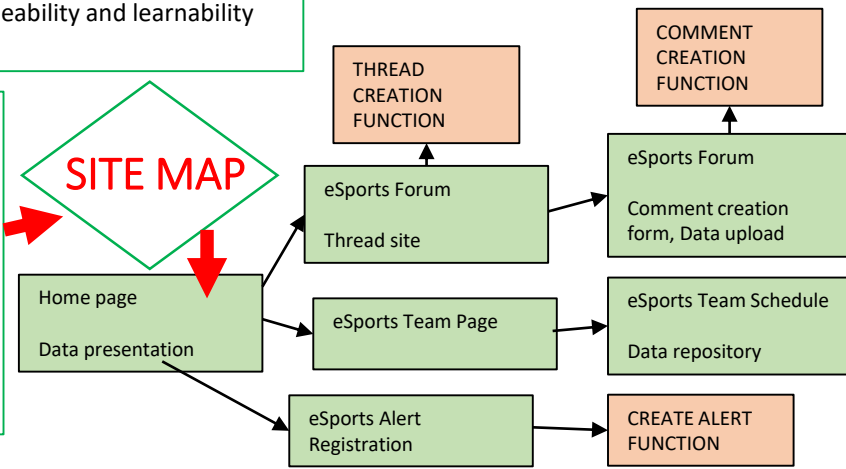 eability and learnability
COMMENT
CREATION
FUNCTION
THREAD
CREATION
FUNCTION
SITE MAP
eSports Forum
Thread site
eSports Forum
Comment creation
form, Data upload
Home page
Data presentation
eSports Team Page
eSports Team Schedule
Data repository
eSports Alert
Registration
CREATE ALERT
FUNCTION